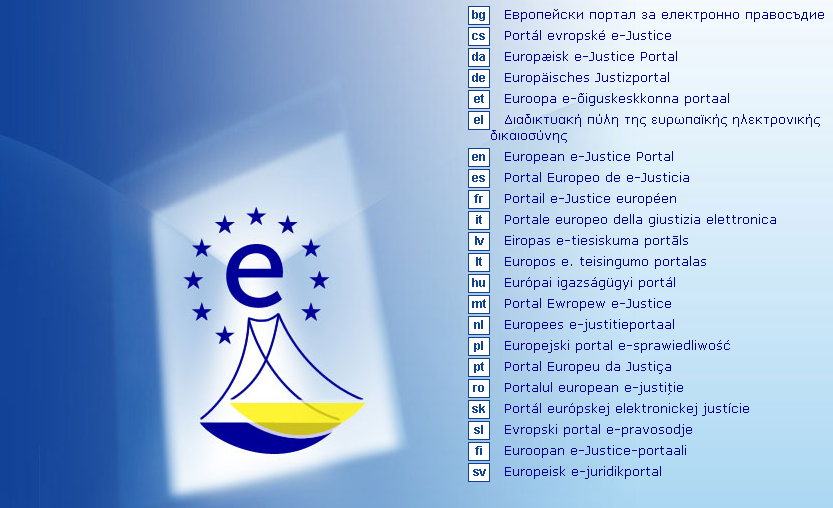 e
bg Европейски портал за електронно правосъдие
cs Portál evropské e-Justice
da Europæisk e-Justice Portal
de Europäisches Justizportal
et Euroopa e-õiguskeskkonna portaal
el Διαδικτυακή πύλη της ευρωπαϊκής ηλεκτρονικής
δικαιοσύνης
en European e-Justice Portal
es Portal Europeo de e-Justicia
fr Portail e-Justice européen
it Portale europeo della giustizia elettronica
lv Eiropas e-tiesiskuma portāls
lt Europos e. teisingumo portalas
hu Európai igazságügyi portál
mt Portal Ewropew e-Justice
nl Europees e-justitieportaal
pl Europejski portal e-sprawiedliwość
pt Portal Europeu da Justiça
ro Portalul european e-justiție
sk Portál európskej elektronickej justície
sl Evropski portal e-pravosodje
fi Euroopan e-Justice-portaali
sv Europeisk e-juridikportal